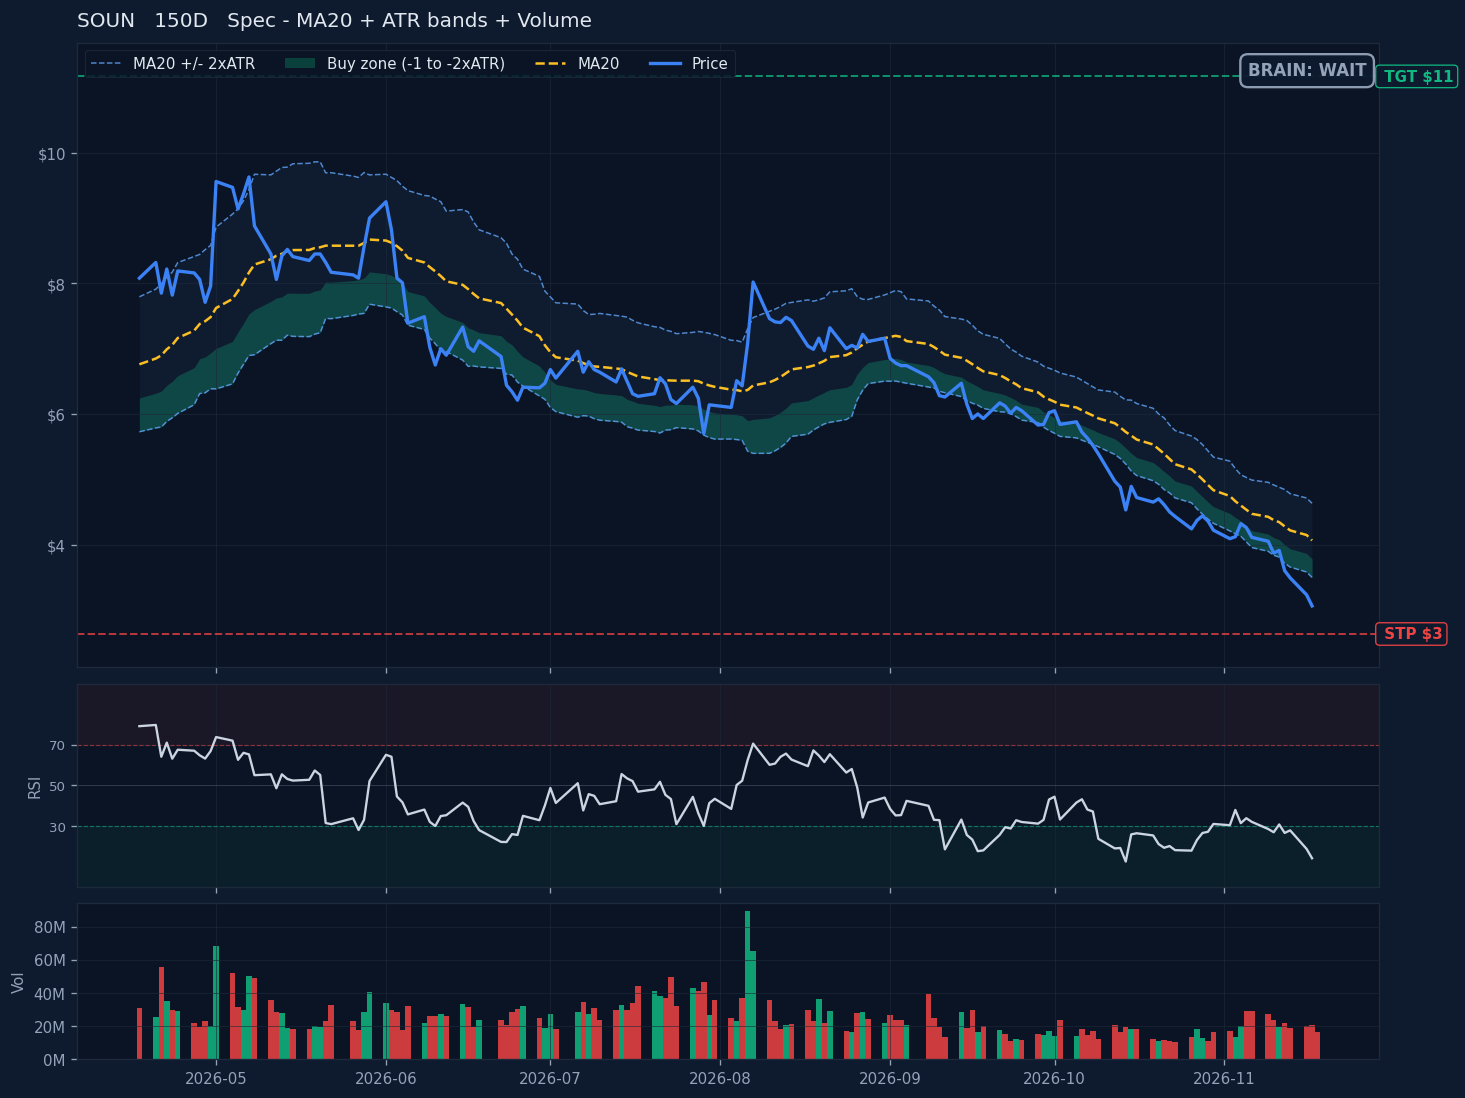 SOUN 150D Spec - MA20 + ATR bands + Volume
MA20 +/- 2xATR Buy zone (-1 to -2xATR) MA20 Price
BRAIN: WAIT
TGT $11
$10
$8
$6
$4
STP $3
RSI
70
50
30
Vol
80M
60M
40M
20M
0M
2026-05 2026-06 2026-07 2026-08 2026-09 2026-10 2026-11